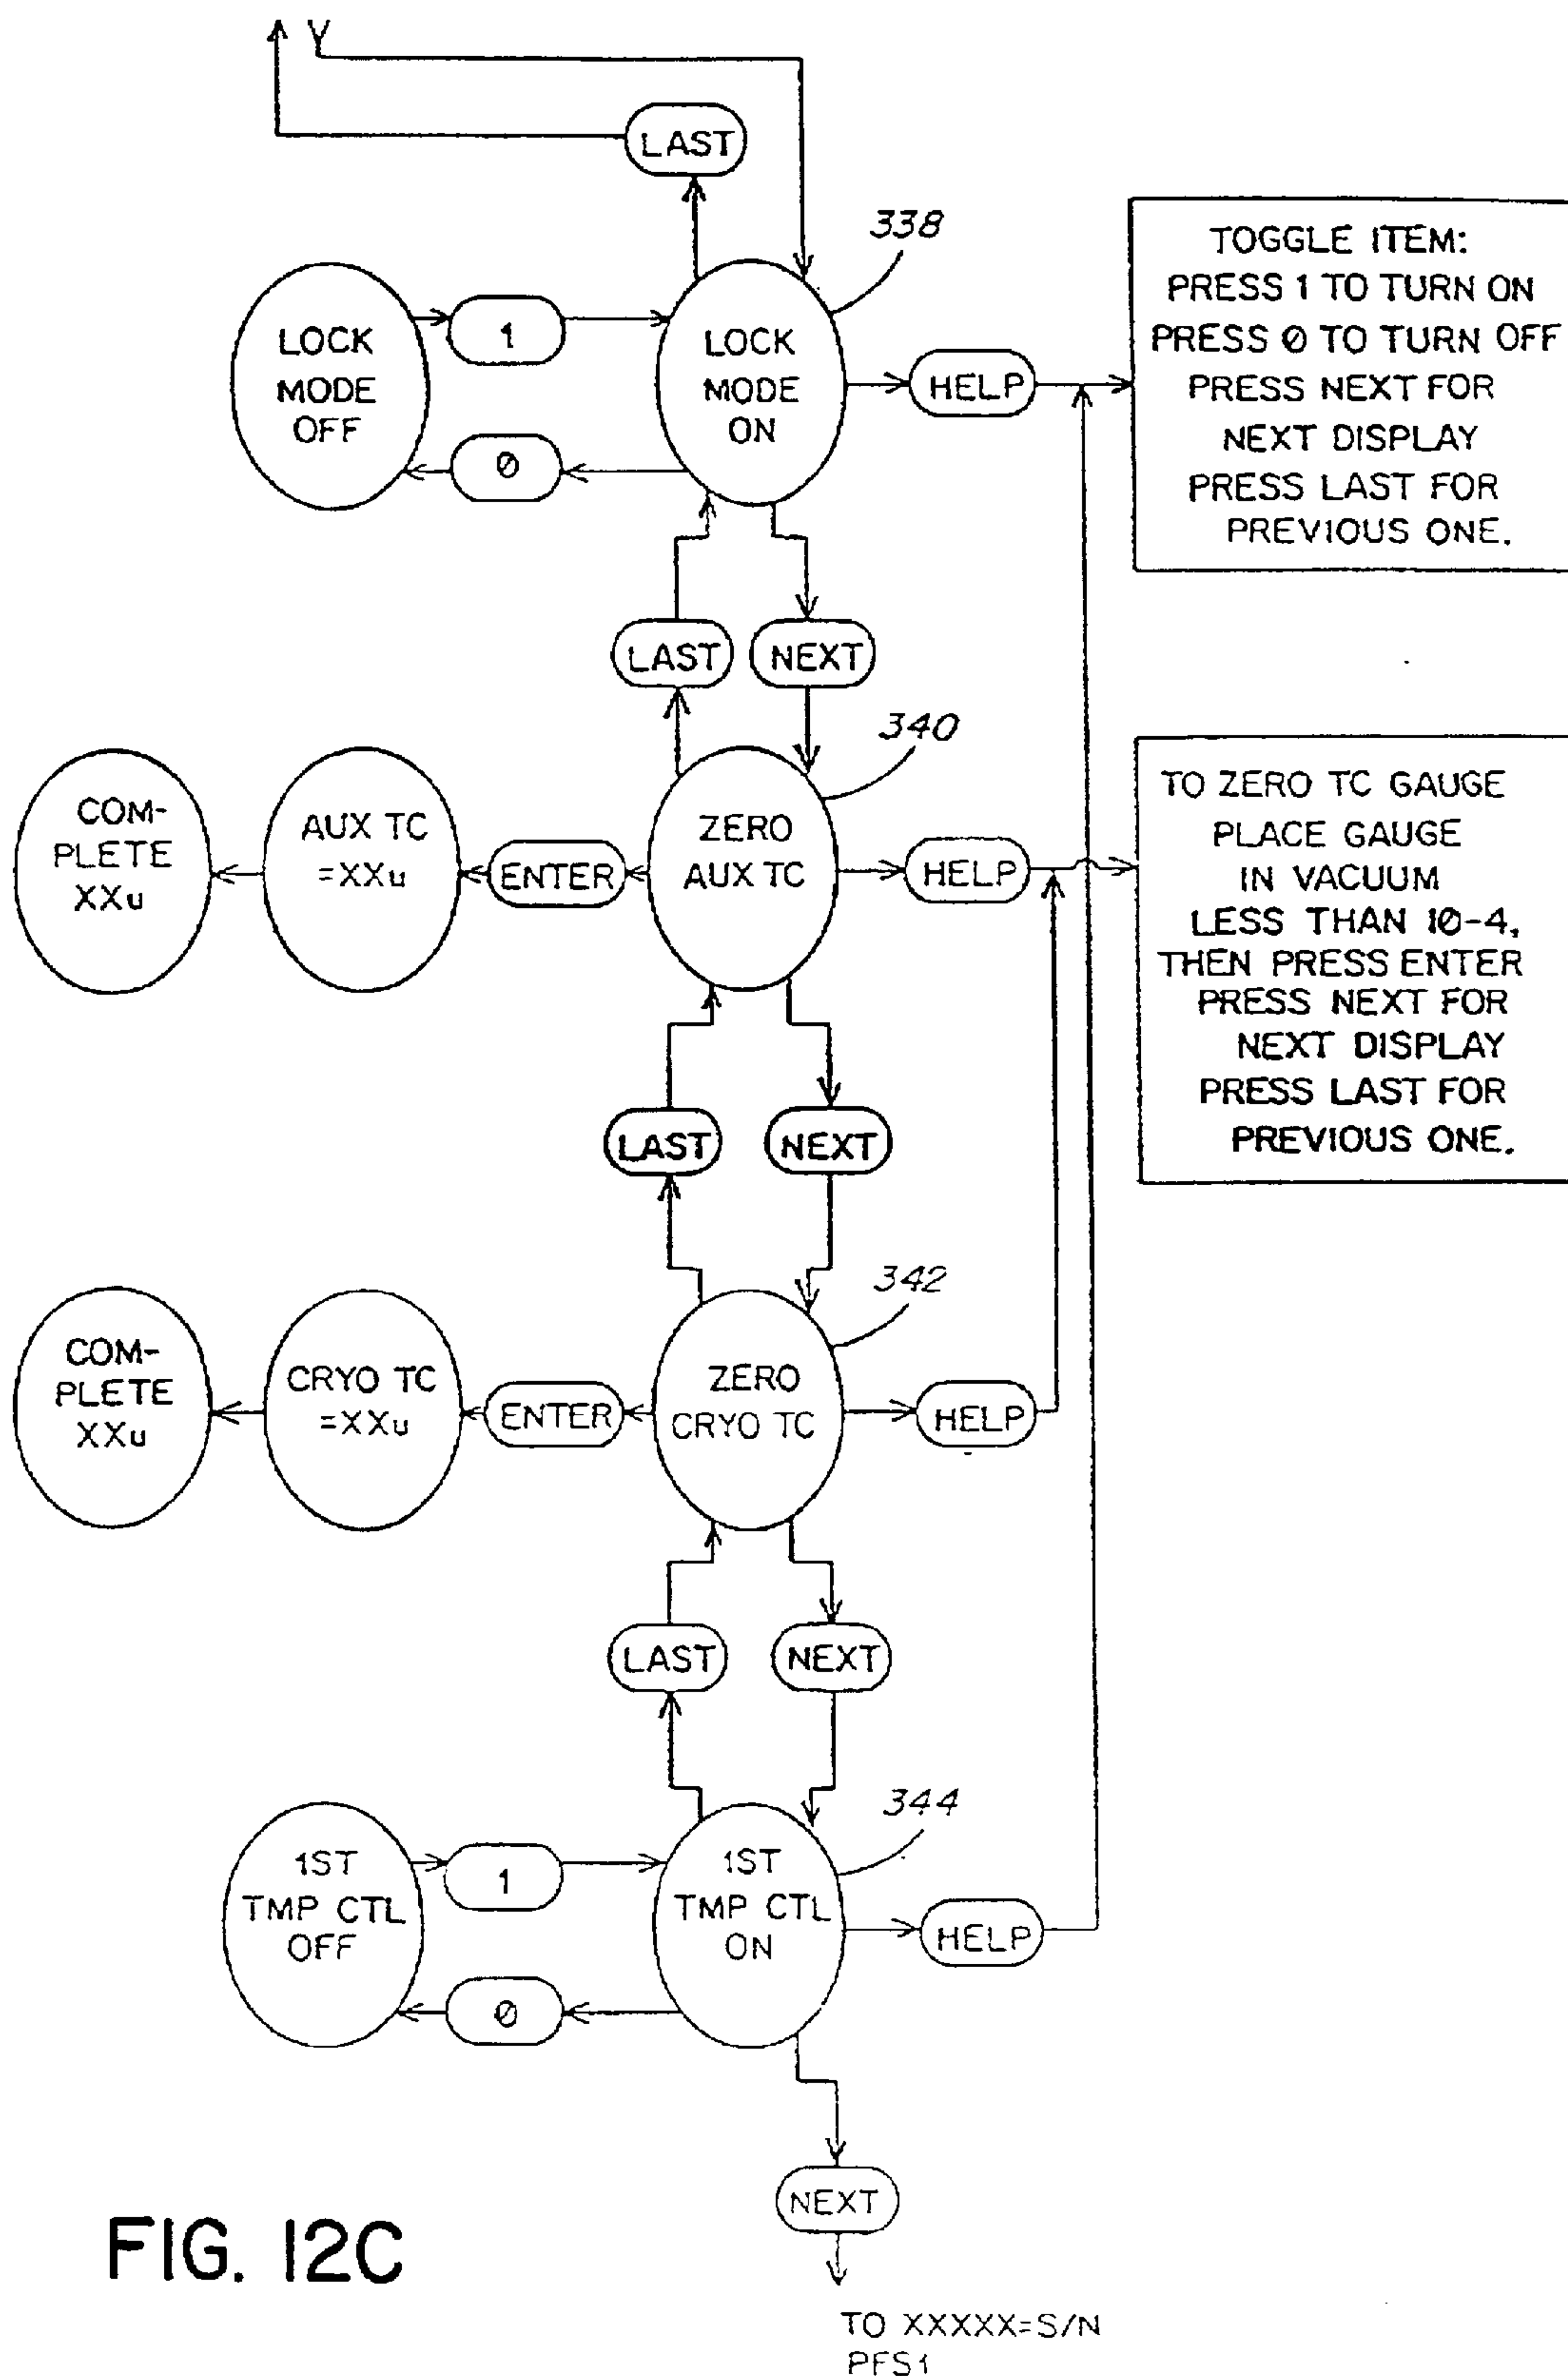 LAST
338
LOCK
MODE
OFF
1
0
LOCK
MODE
ON
HELP
TOGGLE ITEM:
PRESS 1 TO TURN ON
PRESS 0 TO TURN OFF
PRESS NEXT FOR
NEXT DISPLAY
PRESS LAST FOR
PREVIOUS ONE.
LAST
NEXT
340
COM-
PLETE
XXu
AUX TC
=XXu
ENTER
ZERO
AUX TC
HELP
TO ZERO TC GAUGE
PLACE GAUGE
IN VACUUM
LESS THAN 10-4,
THEN PRESS ENTER
PRESS NEXT FOR
NEXT DISPLAY
PRESS LAST FOR
PREVIOUS ONE.
LAST
NEXT
342
COM-
PLETE
XXu
CRYO TC
=XXu
ENTER
ZERO
CRYO TC
HELP
LAST
NEXT
344
1ST
TMP CTL
OFF
1
0
1ST
TMP CTL
ON
HELP
NEXT
FIG. 12C
TO XXXXX=S/N
PFS1